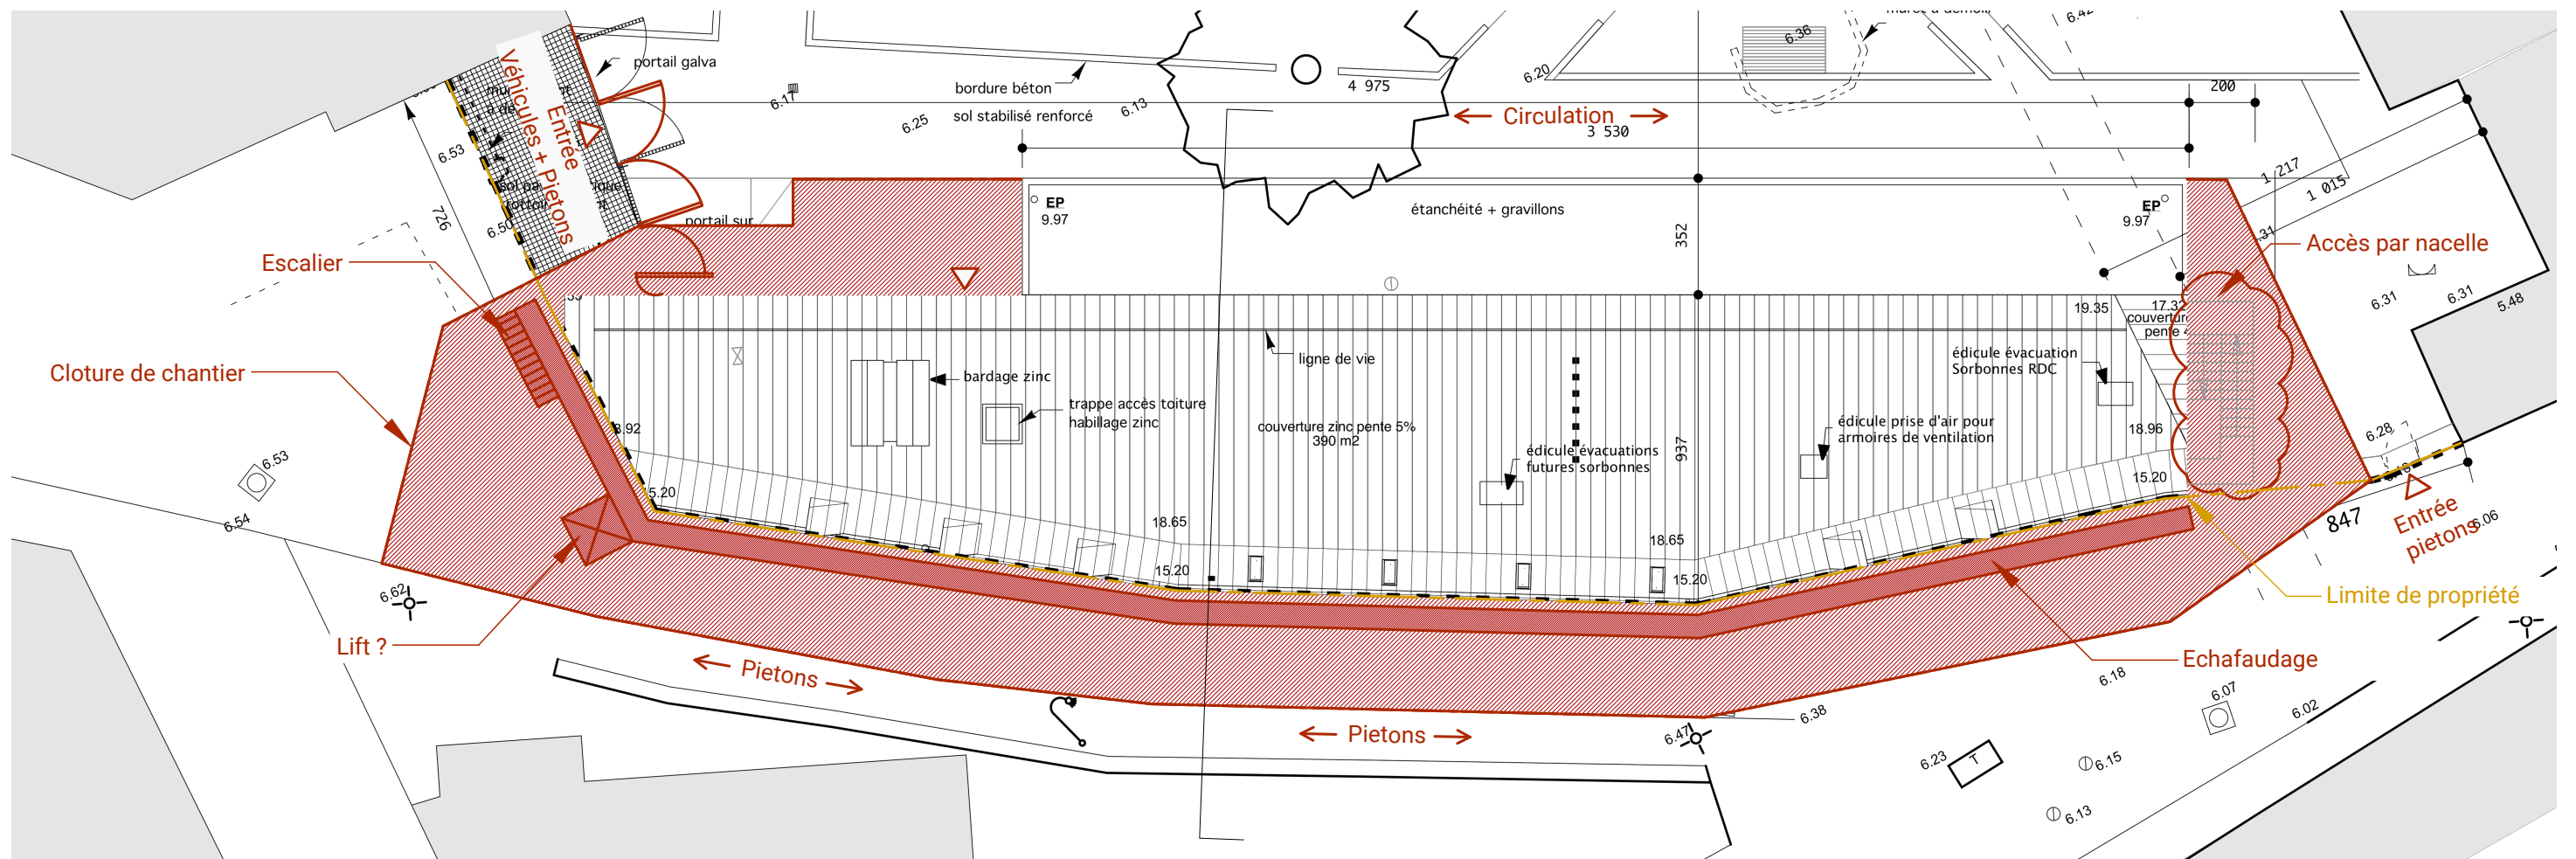 muret à démolir
6.42
6.36
portail galva
6.20
4 975
200
bordure béton
6.17
6.13
sol stabilisé renforcé
6.25
Circulation
3 530
Entrée
Véhicules + Pietons
6.53
6.50
726
portail sur
1 217
1 015
EP
9.97
étanchéité + gravillons
EP
9.97
352
Escalier
Accès par nacelle
6.31
6.31
5.48
19.35
17.32
couverture
pente
ligne de vie
édicule évacuation
Sorbonnes RDC
Cloture de chantier
bardage zinc
trappe accès toiture
habillage zinc
couverture zinc pente 5%
390 m2
édicule prise d'air pour
armoires de ventilation
18.96
6.28
937
édicule évacuations
futures sorbonnes
6.53
6.54
15.20
15.20
18.65
18.65
15.20
15.20
847
Entrée
pietons
6.06
6.62
Limite de propriété
Lift ?
Echafaudage
Pietons
6.18
6.07
6.02
6.38
Pietons
6.47
6.23
T
6.15
6.13